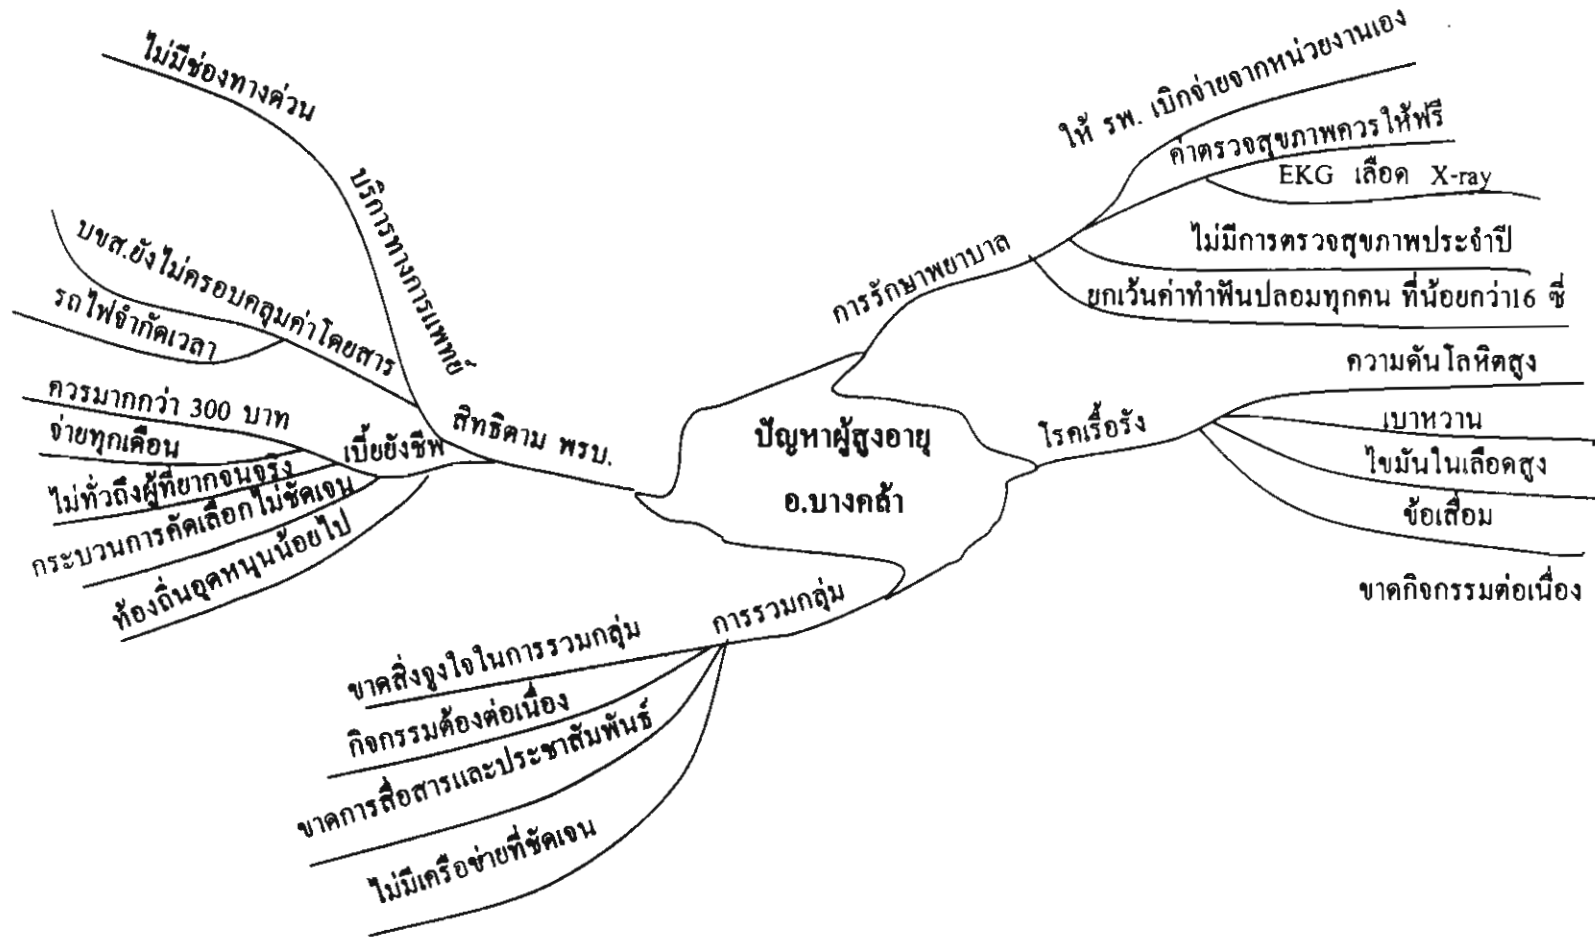 ปัญหาผู้สูงอายุ
อ.บางคล้า
การรักษาพยาบาล
ให้ รพ. เบิกจ่ายจากหน่วยงานเอง
ค่าตรวจสุขภาพควรให้ฟรี
EKG เลือด X-ray
ไม่มีการตรวจสุขภาพประจำปี
ยกเว้นค่าทำฟันปลอมทุกคน ที่น้อยกว่า16 ซี่
โรคเรื้อรัง
ความดันโลหิตสูง
เบาหวาน
ไขมันในเลือดสูง
ข้อเสื่อม
ขาดกิจกรรมต่อเนื่อง
การรวมกลุ่ม
ขาดสิ่งจูงใจในการรวมกลุ่ม
กิจกรรมต้องต่อเนื่อง
ขาดการสื่อสารและประชาสัมพันธ์
ไม่มีเครือข่ายที่ชัดเจน
สิทธิตาม พรบ.
บริการทางการแพทย์
ไม่มีช่องทางด่วน
บขส.ยังไม่ครอบคลุมค่าโดยสาร
รถไฟจำกัดเวลา
เบี้ยยังชีพ
ควรมากกว่า 300 บาท
จ่ายทุกเดือน
ไม่ทั่วถึงผู้ที่ยากจนจริง
กระบวนการคัดเลือกไม่ชัดเจน
ท้องถิ่นอุดหนุนน้อยไป